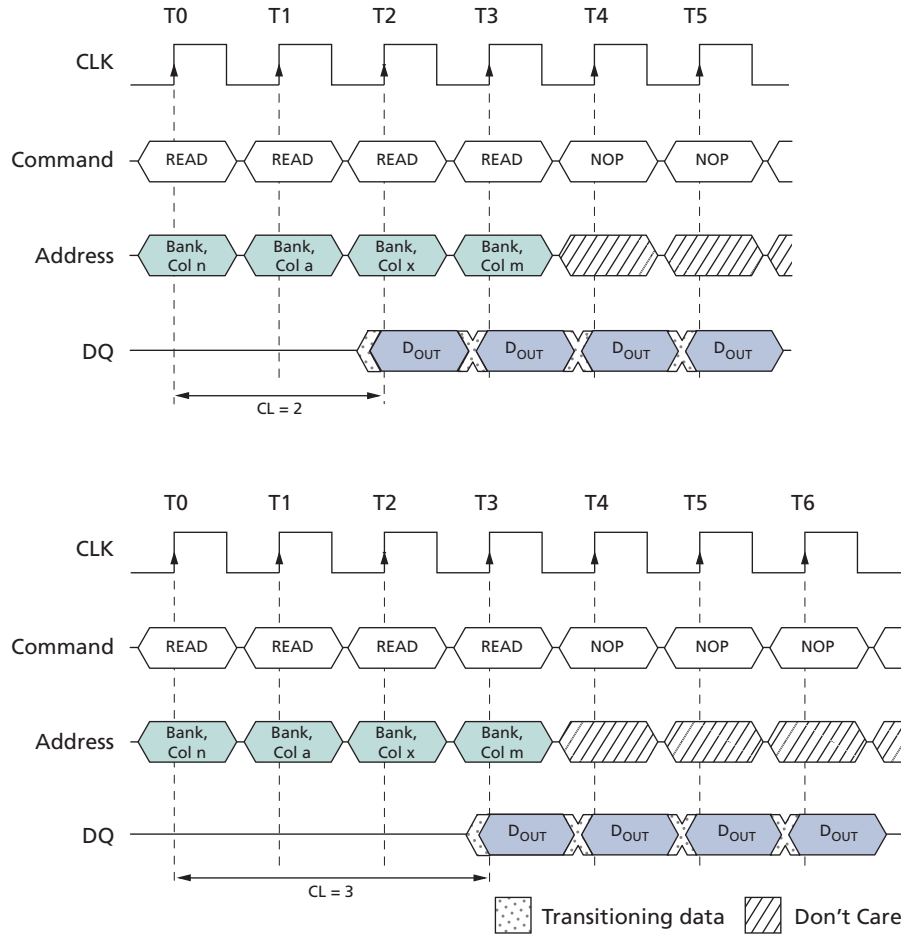 T0 T1 T2 T3 T4 T5
CLK
Command READ READ READ READ NOP NOP
Address Bank, Col n Bank, Col a Bank, Col x Bank, Col m
DQ DOUT DOUT DOUT DOUT
CL = 2
T0 T1 T2 T3 T4 T5 T6
CLK
Command READ READ READ READ NOP NOP NOP
Address Bank, Col n Bank, Col a Bank, Col x Bank, Col m
DQ DOUT DOUT DOUT DOUT
CL = 3
Transitioning data Don't Care